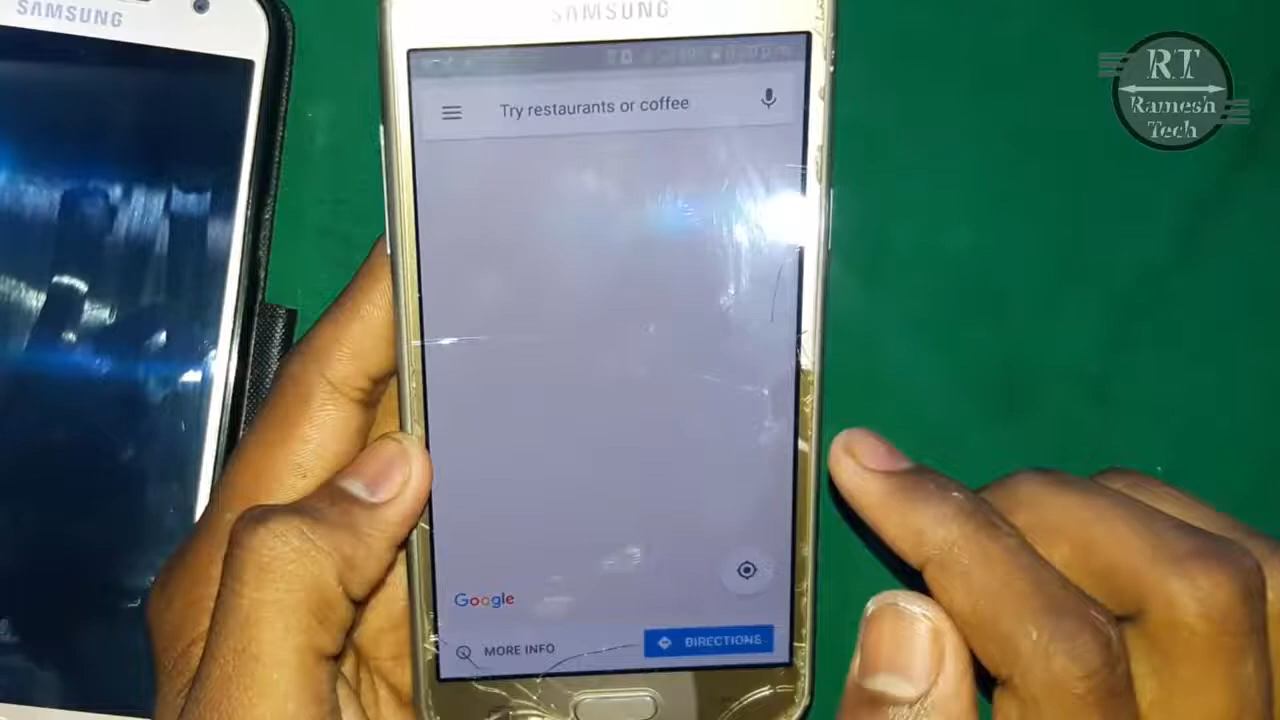 SAMSUNG
SAMSUNG
RT
Ramesh
Tech
Try restaurants or coffee
Google
MORE INFO
DIRECTIONS